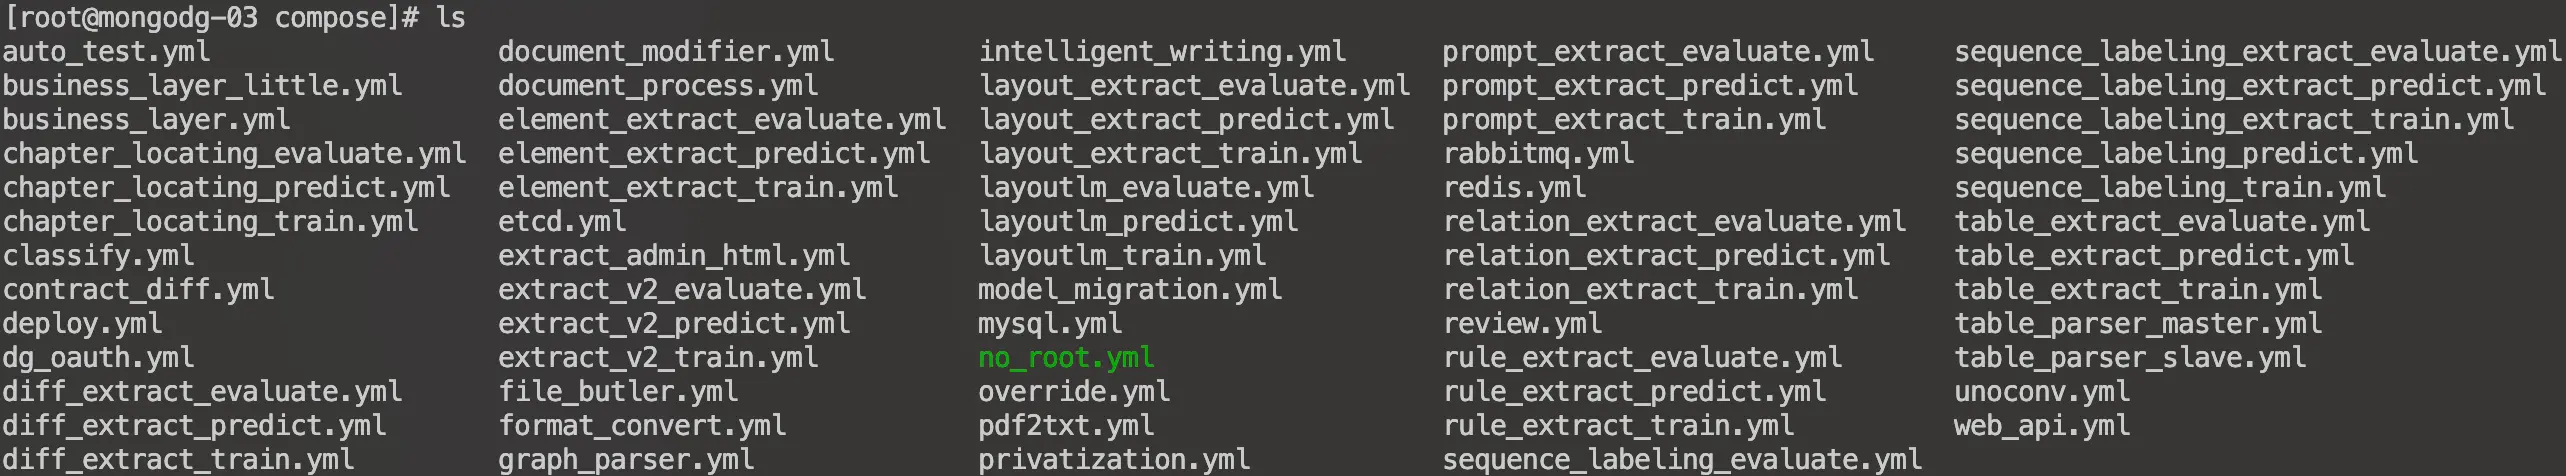 [root@mongodg-03 compose]# ls
auto_test.yml document_modifier.yml intelligent_writing.yml prompt_extract_evaluate.yml sequence_labeling_extract_evaluate.yml
business_layer_little.yml document_process.yml layout_extract_evaluate.yml prompt_extract_predict.yml sequence_labeling_extract_predict.yml
business_layer.yml element_extract_evaluate.yml layout_extract_predict.yml prompt_extract_train.yml sequence_labeling_extract_train.yml
chapter_locating_evaluate.yml element_extract_predict.yml layout_extract_train.yml rabbitmq.yml sequence_labeling_predict.yml
chapter_locating_predict.yml element_extract_train.yml layoutlm_evaluate.yml redis.yml sequence_labeling_train.yml
chapter_locating_train.yml etcd.yml layoutlm_predict.yml relation_extract_evaluate.yml table_extract_evaluate.yml
classify.yml extract_admin_html.yml layoutlm_train.yml relation_extract_predict.yml table_extract_predict.yml
contract_diff.yml extract_v2_evaluate.yml model_migration.yml relation_extract_train.yml table_extract_train.yml
deploy.yml extract_v2_predict.yml mysql.yml review.yml table_parser_master.yml
dg_oauth.yml extract_v2_train.yml no_root.yml rule_extract_evaluate.yml table_parser_slave.yml
diff_extract_evaluate.yml file_butler.yml override.yml rule_extract_predict.yml unoconv.yml
diff_extract_predict.yml format_convert.yml pdf2txt.yml rule_extract_train.yml web_api.yml
diff_extract_train.yml graph_parser.yml privatization.yml sequence_labeling_evaluate.yml